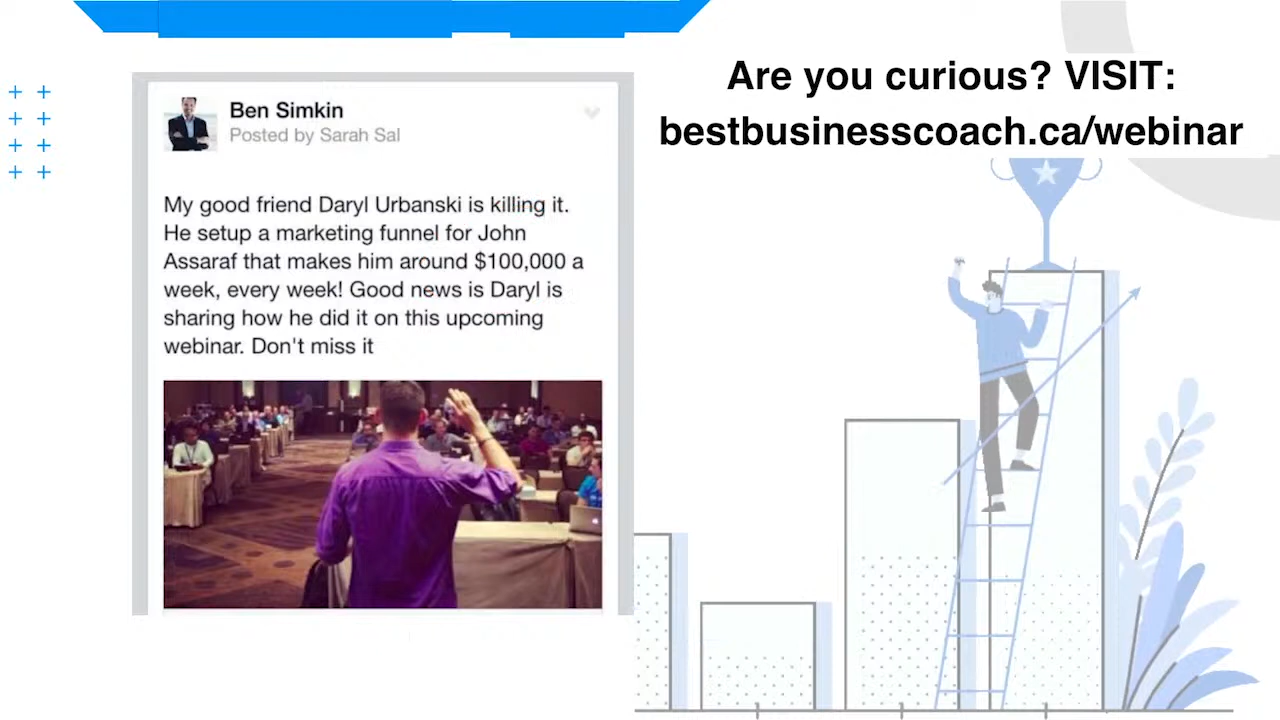 Are you curious? VISIT:
bestbusinesscoach.ca/webinar
Ben Simkin
Posted by Sarah Sal
My good friend Daryl Urbanski is killing it.
He setup a marketing funnel for John
Assaraf that makes him around $100,000 a
week, every week! Good news is Daryl is
sharing how he did it on this upcoming
webinar. Don't miss it